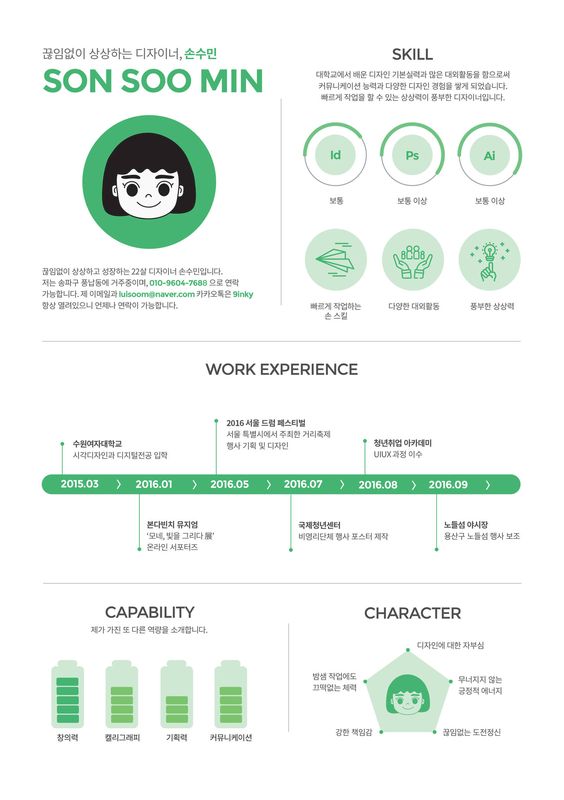 끊임없이 상상하는 디자이너, 손수민
SON SOO MIN
끊임없이 상상하고 성장하는 22살 디자이너 손수민입니다.
저는 송파구 풍납동에 거주중이며, 010-9604-7688 으로 연락
가능합니다. 제 이메일과 lulsoom@naver.com 카카오톡은 9inky
항상 열려있으니 언제나 연락이 가능합니다.
SKILL
대학교에서 배운 디자인 기본실력과 많은 대외활동을 함으로써
커뮤니케이션 능력과 다양한 디자인 경험을 쌓게 되었습니다.
빠르게 작업을 할 수 있는 상상력이 풍부한 디자이너입니다.
Id
Ps
Ai
보통
보통 이상
보통 이상
빠르게 작업하는
손 스킬
다양한 대외활동
풍부한 상상력
WORK EXPERIENCE
수원여자대학교
시각디자인과 디지털전공 입학
2016 서울 드럼 페스티벌
서울 특별시에서 주최한 거리축제
행사 기획 및 디자인
청년취업 아카데미
UIUX 과정 이수
2015.03 〉 2016.01 〉 2016.05 〉 2016.07 〉 2016.08 〉 2016.09 〉
본다빈치 뮤지엄
‘모네, 빛을 그리다 展’
온라인 서포터즈
국제청년센터
비영리단체 행사 포스터 제작
노들섬 야시장
용산구 노들섬 행사 보조
CAPABILITY
제가 가진 또 다른 역량을 소개합니다.
창의력
캘리그래피
기획력
커뮤니케이션
CHARACTER
디자인에 대한 자부심
밤샘 작업에도
끄떡없는 체력
무너지지 않는
긍정적 에너지
강한 책임감
끊임없는 도전정신